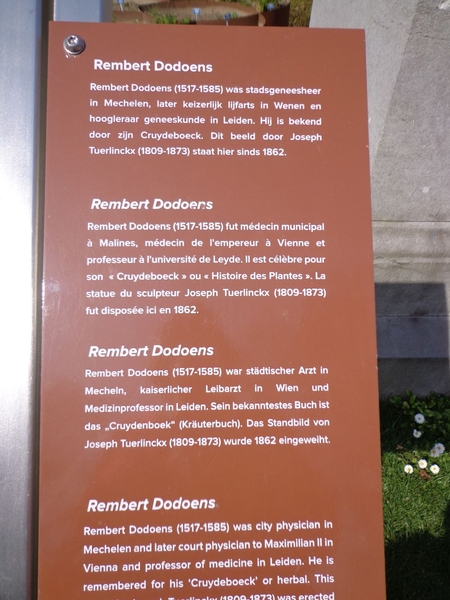 Rembert Dodoens
Rembert Dodoens (1517-1585) was stadsgeneesheer
in Mechelen, later keizerlijk lijfarts in Wenen en
hoogleraar geneeskunde in Leiden. Hij is bekend
door zijn Cruydeboeck. Dit beeld door Joseph
Tuerlinckx (1809-1873) staat hier sinds 1862.
Rembert Dodoens
Rembert Dodoens (1517-1585) fut médecin municipal
à Malines, médecin de l'empereur à Vienne et
professeur à l'université de Leyde. Il est célèbre pour
son « Cruydeboeck » ou « Histoire des Plantes ». La
statue du sculpteur Joseph Tuerlinckx (1809-1873)
fut disposée ici en 1862.
Rembert Dodoens
Rembert Dodoens (1517-1585) war städtischer Arzt in
Mecheln, kaiserlicher Leibarzt in Wien und
Medizinprofessor in Leiden. Sein bekanntestes Buch ist
das „Cruydenboek“ (Kräuterbuch). Das Standbild von
Joseph Tuerlinckx (1809-1873) wurde 1862 eingeweiht.
Rembert Dodoens
Rembert Dodoens (1517-1585) was city physician in
Mechelen and later court physician to Maximilian II in
Vienna and professor of medicine in Leiden. He is
remembered for his 'Cruydeboeck' or herbal. This
Tuerlinckx (1809-1873) was erected